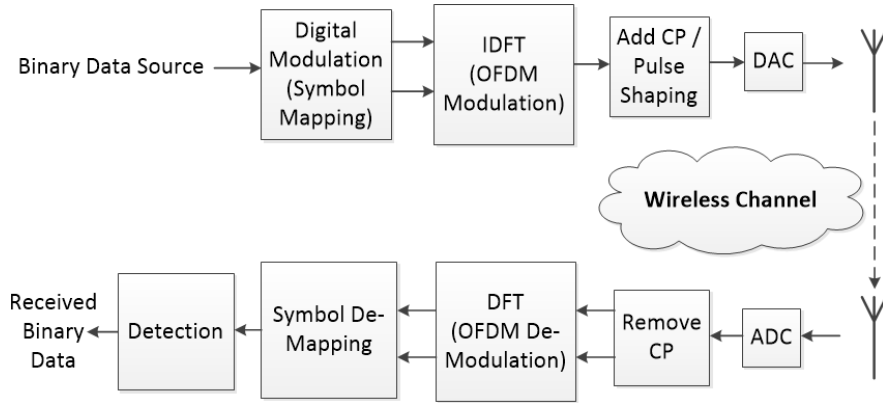 Binary Data Source
Digital
Modulation
(Symbol
Mapping)
IDFT
(OFDM
Modulation)
Add CP /
Pulse
Shaping
DAC
Wireless Channel
Received
Binary
Data
Detection
Symbol De-
Mapping
DFT
(OFDM De-
Modulation)
Remove
CP
ADC